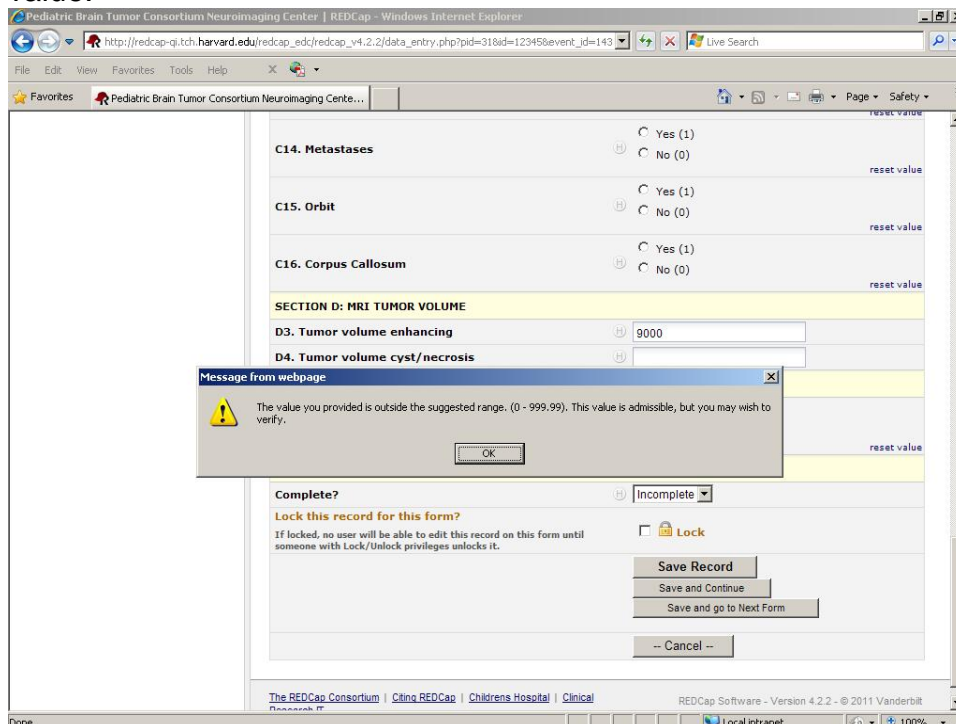 value.
Pediatric Brain Tumor Consortium Neuroimaging Center | REDCap - Windows Internet Explorer
http://redcap-qi.tch.harvard.edu/redcap_edc/redcap_v4.2.2/data_entry.php?pid=31&id=12345&event_id=143
Live Search
File Edit View Favorites Tools Help
Favorites Pediatric Brain Tumor Consortium Neuroimaging Cente... Page Safety
reset value
C14. Metastases
H
Yes (1)
No (0)
reset value
C15. Orbit
H
Yes (1)
No (0)
reset value
C16. Corpus Callosum
H
Yes (1)
No (0)
reset value
SECTION D: MRI TUMOR VOLUME
D3. Tumor volume enhancing H 9000
D4. Tumor volume cyst/necrosis H
Message from webpage
The value you provided is outside the suggested range. (0 - 999.99). This value is admissible, but you may wish to
verify.
OK
reset value
Complete? H Incomplete
Lock this record for this form?
If locked, no user will be able to edit this record on this form until
someone with Lock/Unlock privileges unlocks it.
Lock
Save Record
Save and Continue
Save and go to Next Form
-- Cancel --
The REDCap Consortium | Citing REDCap | Childrens Hospital | Clinical
Research IT
REDCap Software - Version 4.2.2 - © 2011 Vanderbilt
Done Local intranet 100%